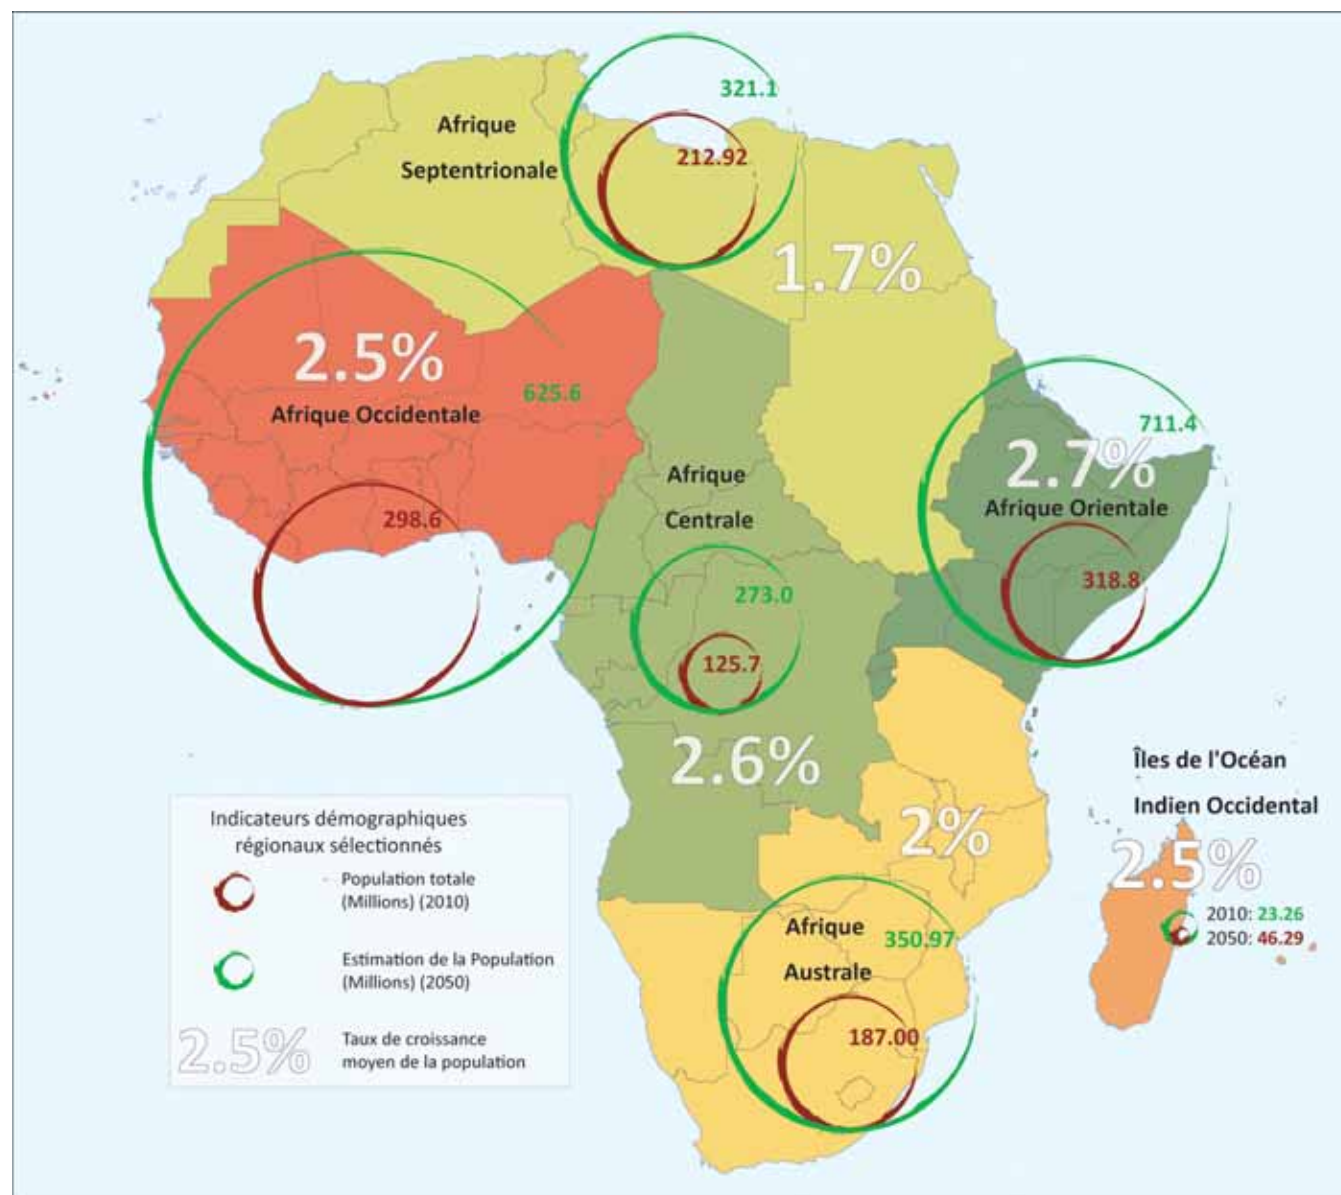 321.1
Afrique
Septentrionale
212.92
1.7%
2.5%
Afrique Occidentale
625.6
298.6
711.4
2.7%
Afrique Orientale
318.8
Afrique
Centrale
273.0
125.7
2.6%
2%
Afrique
Australe
350.97
187.00
Îles de l'Océan
Indien Occidental
2.5%
2010: 23.26
2050: 46.29
Indicateurs démographiques
régionaux sélectionnés
Population totale
(Millions) (2010)
Estimation de la Population
(Millions) (2050)
2.5%
Taux de croissance
moyen de la population